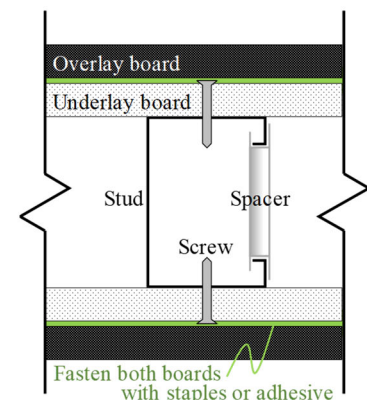 Overlay board
Underlay board
Stud
Spacer
Screw
Fasten both boards
with staples or adhesive